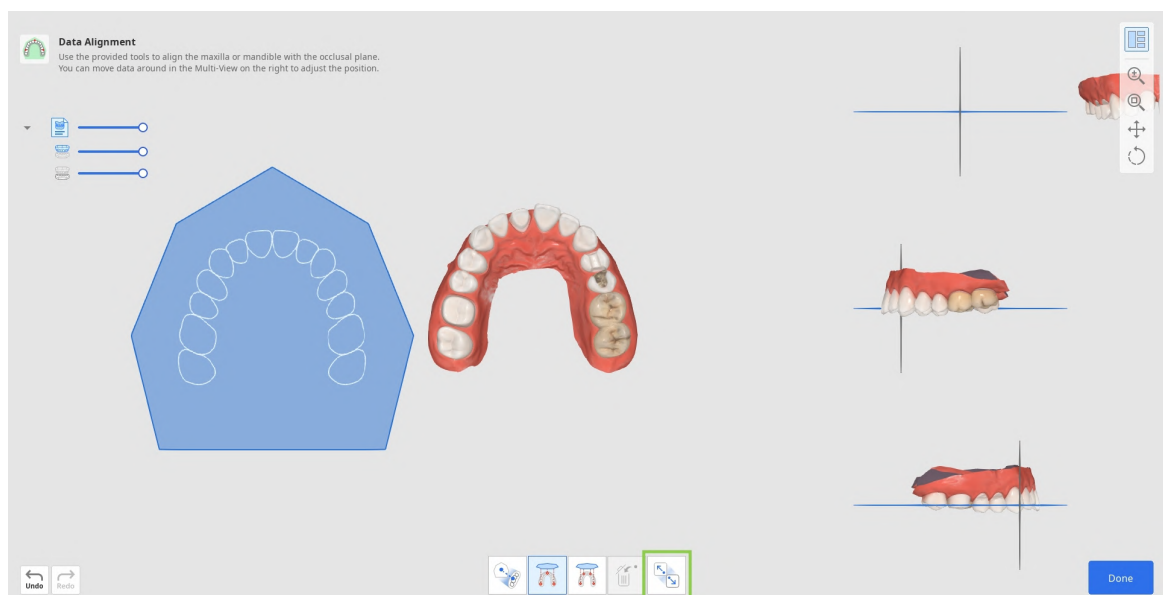 Data Alignment
Use the provided tools to align the maxilla or mandible with the occlusal plane.
You can move data around in the Multi-View on the right to adjust the position.
Undo
Redo
Done